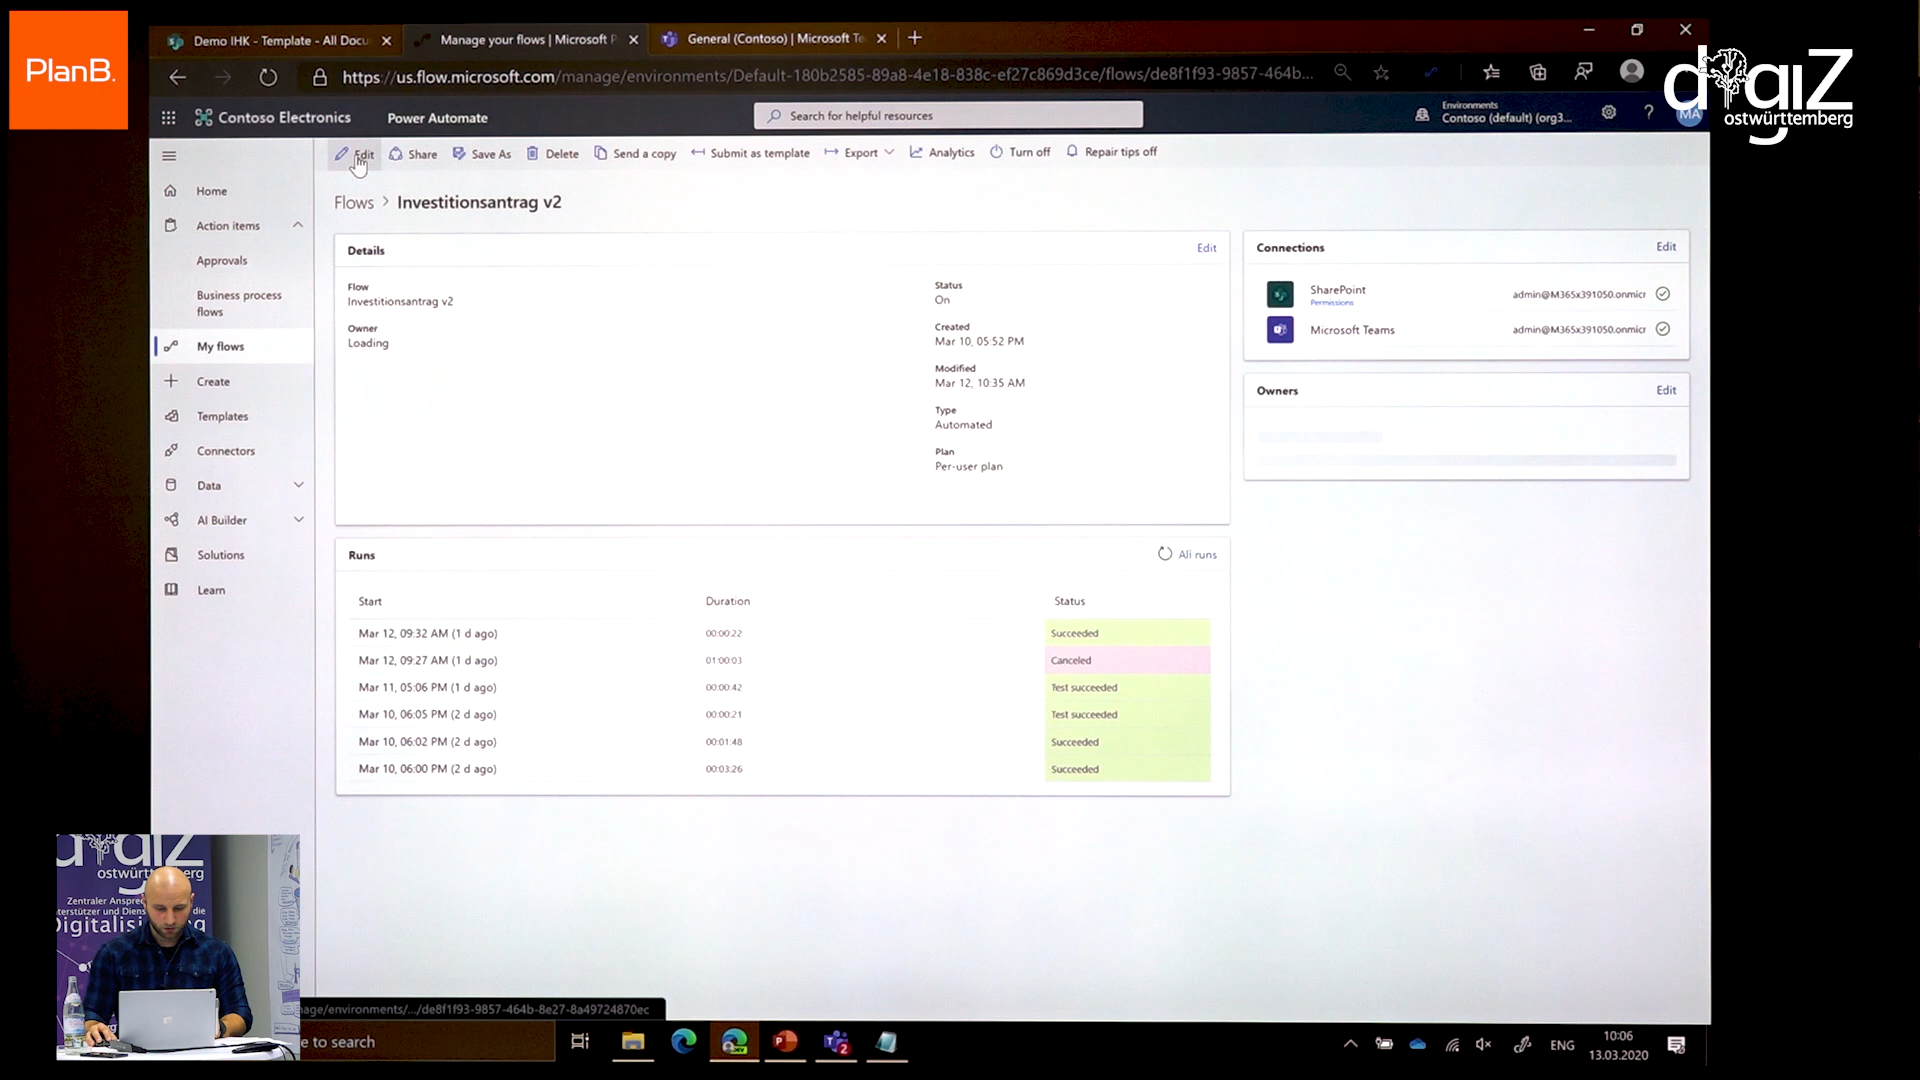 PlanB.
Demo IHK - Template - All Docu
Manage your flows | Microsoft P
General (Contoso) | Microsoft Te
https://us.flow.microsoft.com/manage/environments/Default-180b2585-89a8-4e18-838c-ef27c869d3ce/flows/de8f1f93-9857-464b...
digiZ
ostwürttemberg
Contoso Electronics
Power Automate
Search for helpful resources
Environments
Contoso (default) (org3...
?
MA
Edit
Share
Save As
Delete
Send a copy
Submit as template
Export
Analytics
Turn off
Repair tips off
Home
Action items
Approvals
Business process
flows
My flows
Create
Templates
Connectors
Data
AI Builder
Solutions
Learn
Flows > Investitionsantrag v2
Details
Edit
Flow
Investitionsantrag v2
Owner
Loading
Status
On
Created
Mar 10, 05:52 PM
Modified
Mar 12, 10:35 AM
Type
Automated
Plan
Per-user plan
Connections
Edit
SharePoint
Permissions
admin@M365x391050.onmicr
Microsoft Teams
admin@M365x391050.onmicr
Owners
Edit
Runs
All runs
Start Duration Status
Mar 12, 09:32 AM (1 d ago) 00:00:22 Succeeded
Mar 12, 09:27 AM (1 d ago) 01:00:03 Canceled
Mar 11, 05:06 PM (1 d ago) 00:00:42 Test succeeded
Mar 10, 06:05 PM (2 d ago) 00:00:21 Test succeeded
Mar 10, 06:02 PM (2 d ago) 00:01:48 Succeeded
Mar 10, 06:00 PM (2 d ago) 00:03:26 Succeeded
digiZ
ostwürttemberg
Zentraler
die
Digitalis
nage/environments/.../de8f1f93-9857-464b-8e27-8a49724870ec
e to search
2
ENG
10:06
13.03.2020